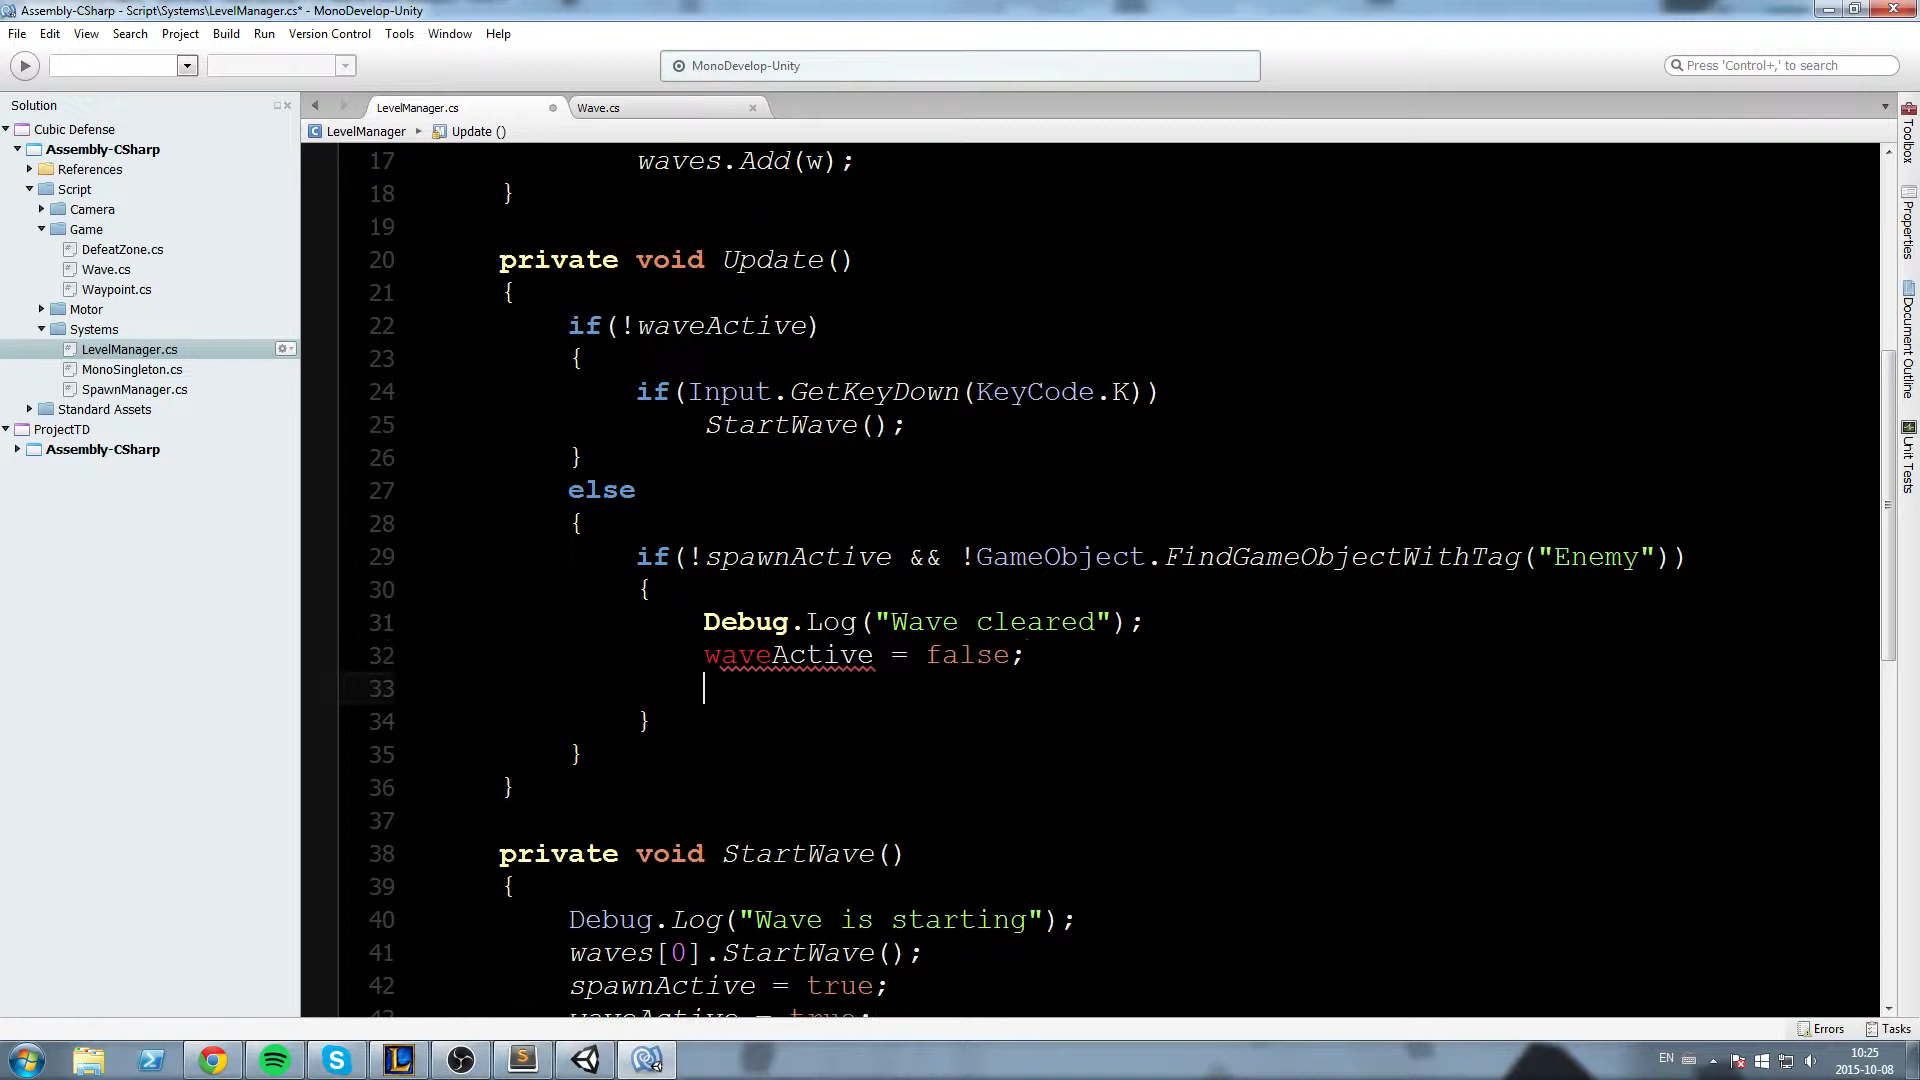 Assembly-CSharp - Script\Systems\LevelManager.cs* - MonoDevelop-Unity
File Edit View Search Project Build Run Version Control Tools Window Help
MonoDevelop-Unity
Press 'Control+,' to search
Solution
Cubic Defense
Assembly-CSharp
References
Script
Camera
Game
DefeatZone.cs
Wave.cs
Waypoint.cs
Motor
Systems
LevelManager.cs
MonoSingleton.cs
SpawnManager.cs
Standard Assets
ProjectTD
Assembly-CSharp
LevelManager.cs Wave.cs
LevelManager Update ()
17 waves.Add(w);
18 }
19
20 private void Update()
21 {
22 if(!waveActive)
23 {
24 if(Input.GetKeyDown(KeyCode.K))
25 StartWave();
26 }
27 else
28 {
29 if(!spawnActive && !GameObject.FindGameObjectWithTag("Enemy"))
30 {
31 Debug.Log("Wave cleared");
32 waveActive = false;
33
34 }
35 }
36 }
37
38 private void StartWave()
39 {
40 Debug.Log("Wave is starting");
41 waves[0].StartWave();
42 spawnActive = true;
43 waveActive = true;
Toolbox
Properties
Document Outline
Unit Tests
Errors Tasks
EN
10:25
2015-10-08